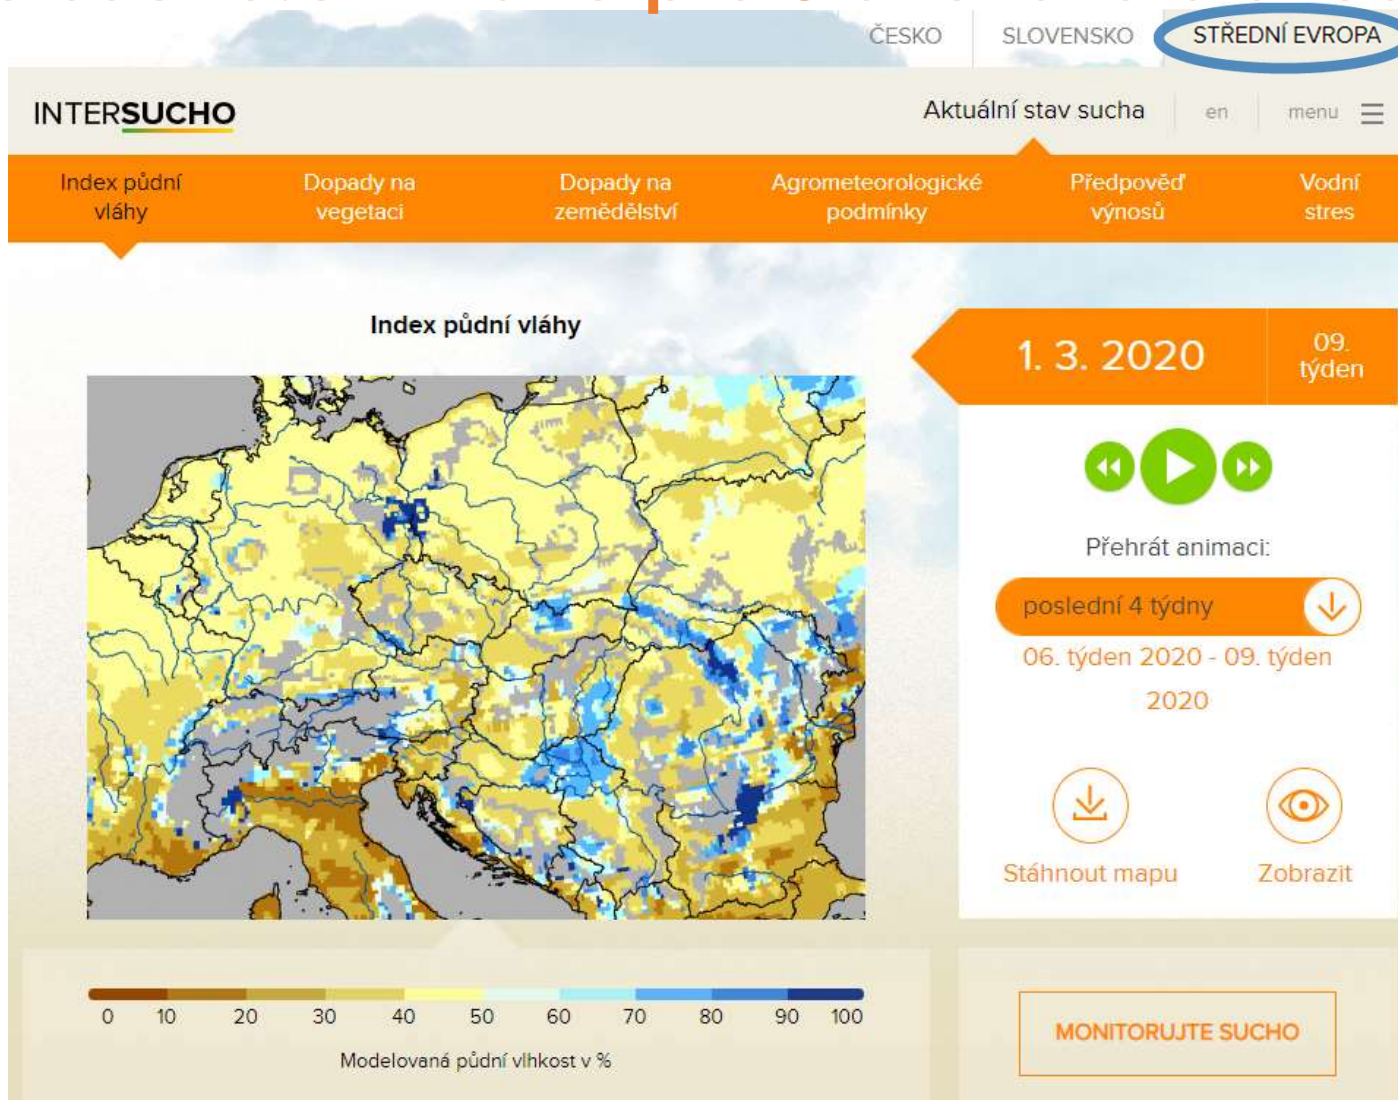 ČESKO
SLOVENSKO
STŘEDNÍ EVROPA
INTERSUCHO
Aktuální stav sucha
en
menu
Index půdní
vláhy
Dopady na
vegetaci
Dopady na
zemědělství
Agrometeorologické
podmínky
Předpověď
výnosů
Vodní
stres
Index půdní vláhy
1. 3. 2020
09.
týden
Přehrát animaci:
poslední 4 týdny
06. týden 2020 - 09. týden
2020
Stáhnout mapu
Zobrazit
0 10 20 30 40 50 60 70 80 90 100
Modelovaná půdní vlhkost v %
MONITORUJTE SUCHO